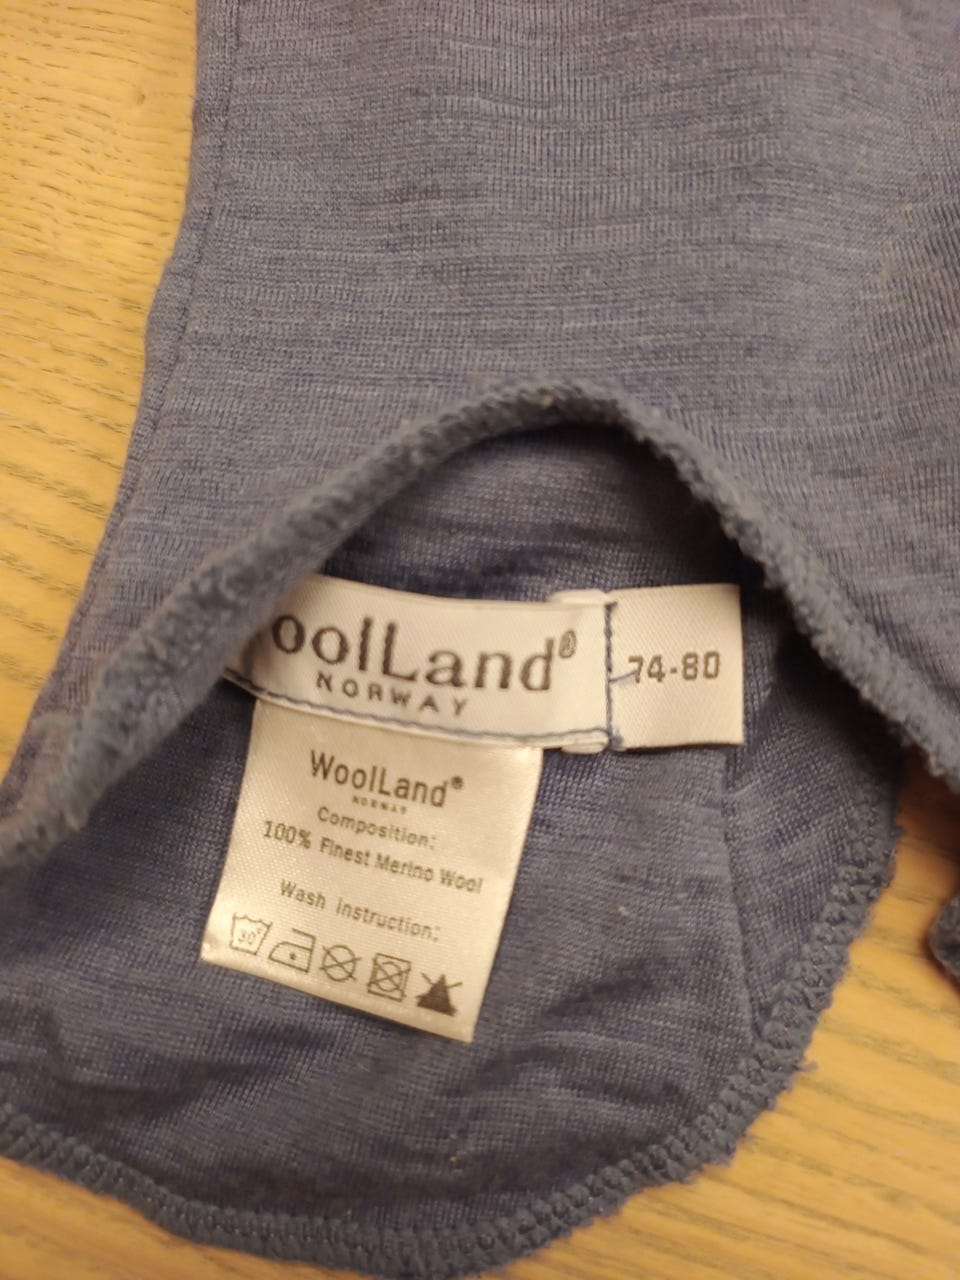 oolLand®
NORWAY
74-80
WoolLand®
NORWAY
Composition:
100% Finest Merino Wool
Wash instruction:
30°